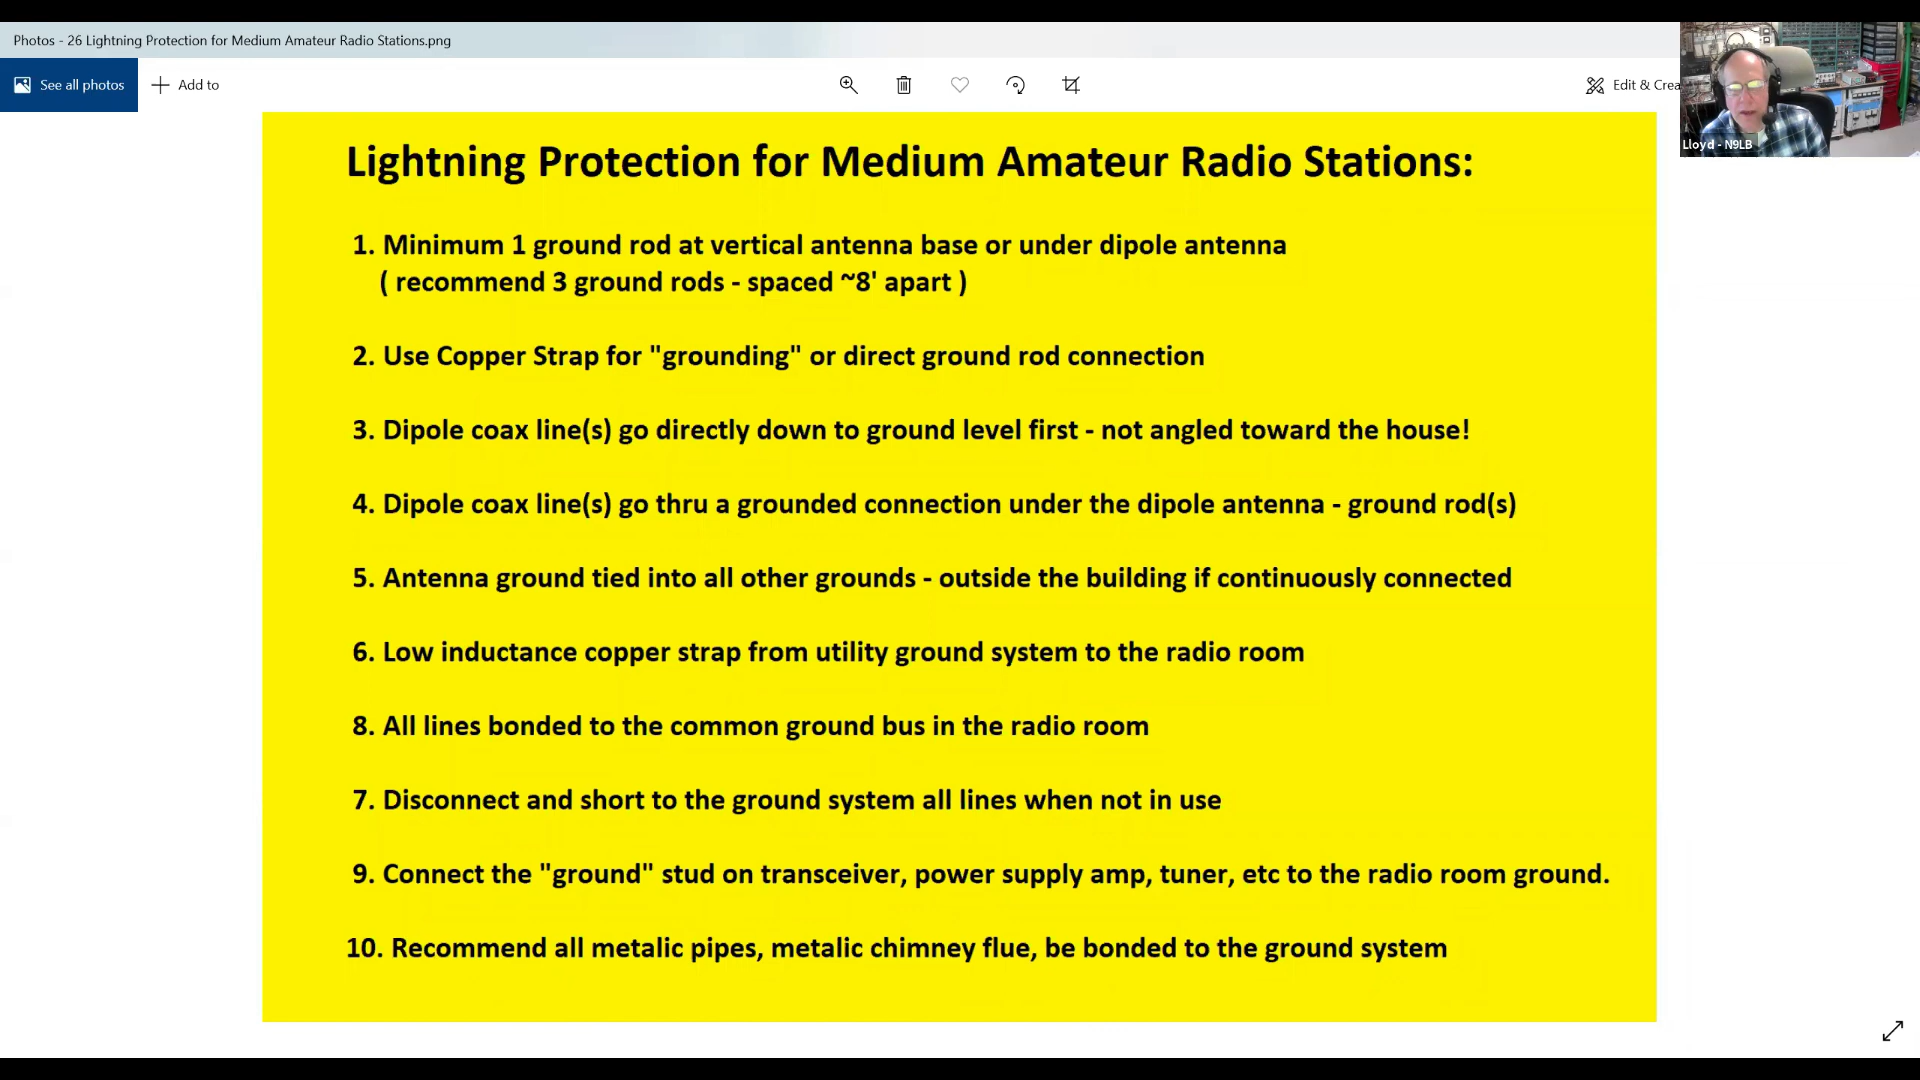 Photos - 26 Lightning Protection for Medium Amateur Radio Stations.png
See all photos
Add to
Edit & Crea
Lloyd - N9LB
Lightning Protection for Medium Amateur Radio Stations:
1. Minimum 1 ground rod at vertical antenna base or under dipole antenna
( recommend 3 ground rods - spaced ~8' apart )
2. Use Copper Strap for "grounding" or direct ground rod connection
3. Dipole coax line(s) go directly down to ground level first - not angled toward the house!
4. Dipole coax line(s) go thru a grounded connection under the dipole antenna - ground rod(s)
5. Antenna ground tied into all other grounds - outside the building if continuously connected
6. Low inductance copper strap from utility ground system to the radio room
8. All lines bonded to the common ground bus in the radio room
7. Disconnect and short to the ground system all lines when not in use
9. Connect the "ground" stud on transceiver, power supply amp, tuner, etc to the radio room ground.
10. Recommend all metalic pipes, metalic chimney flue, be bonded to the ground system